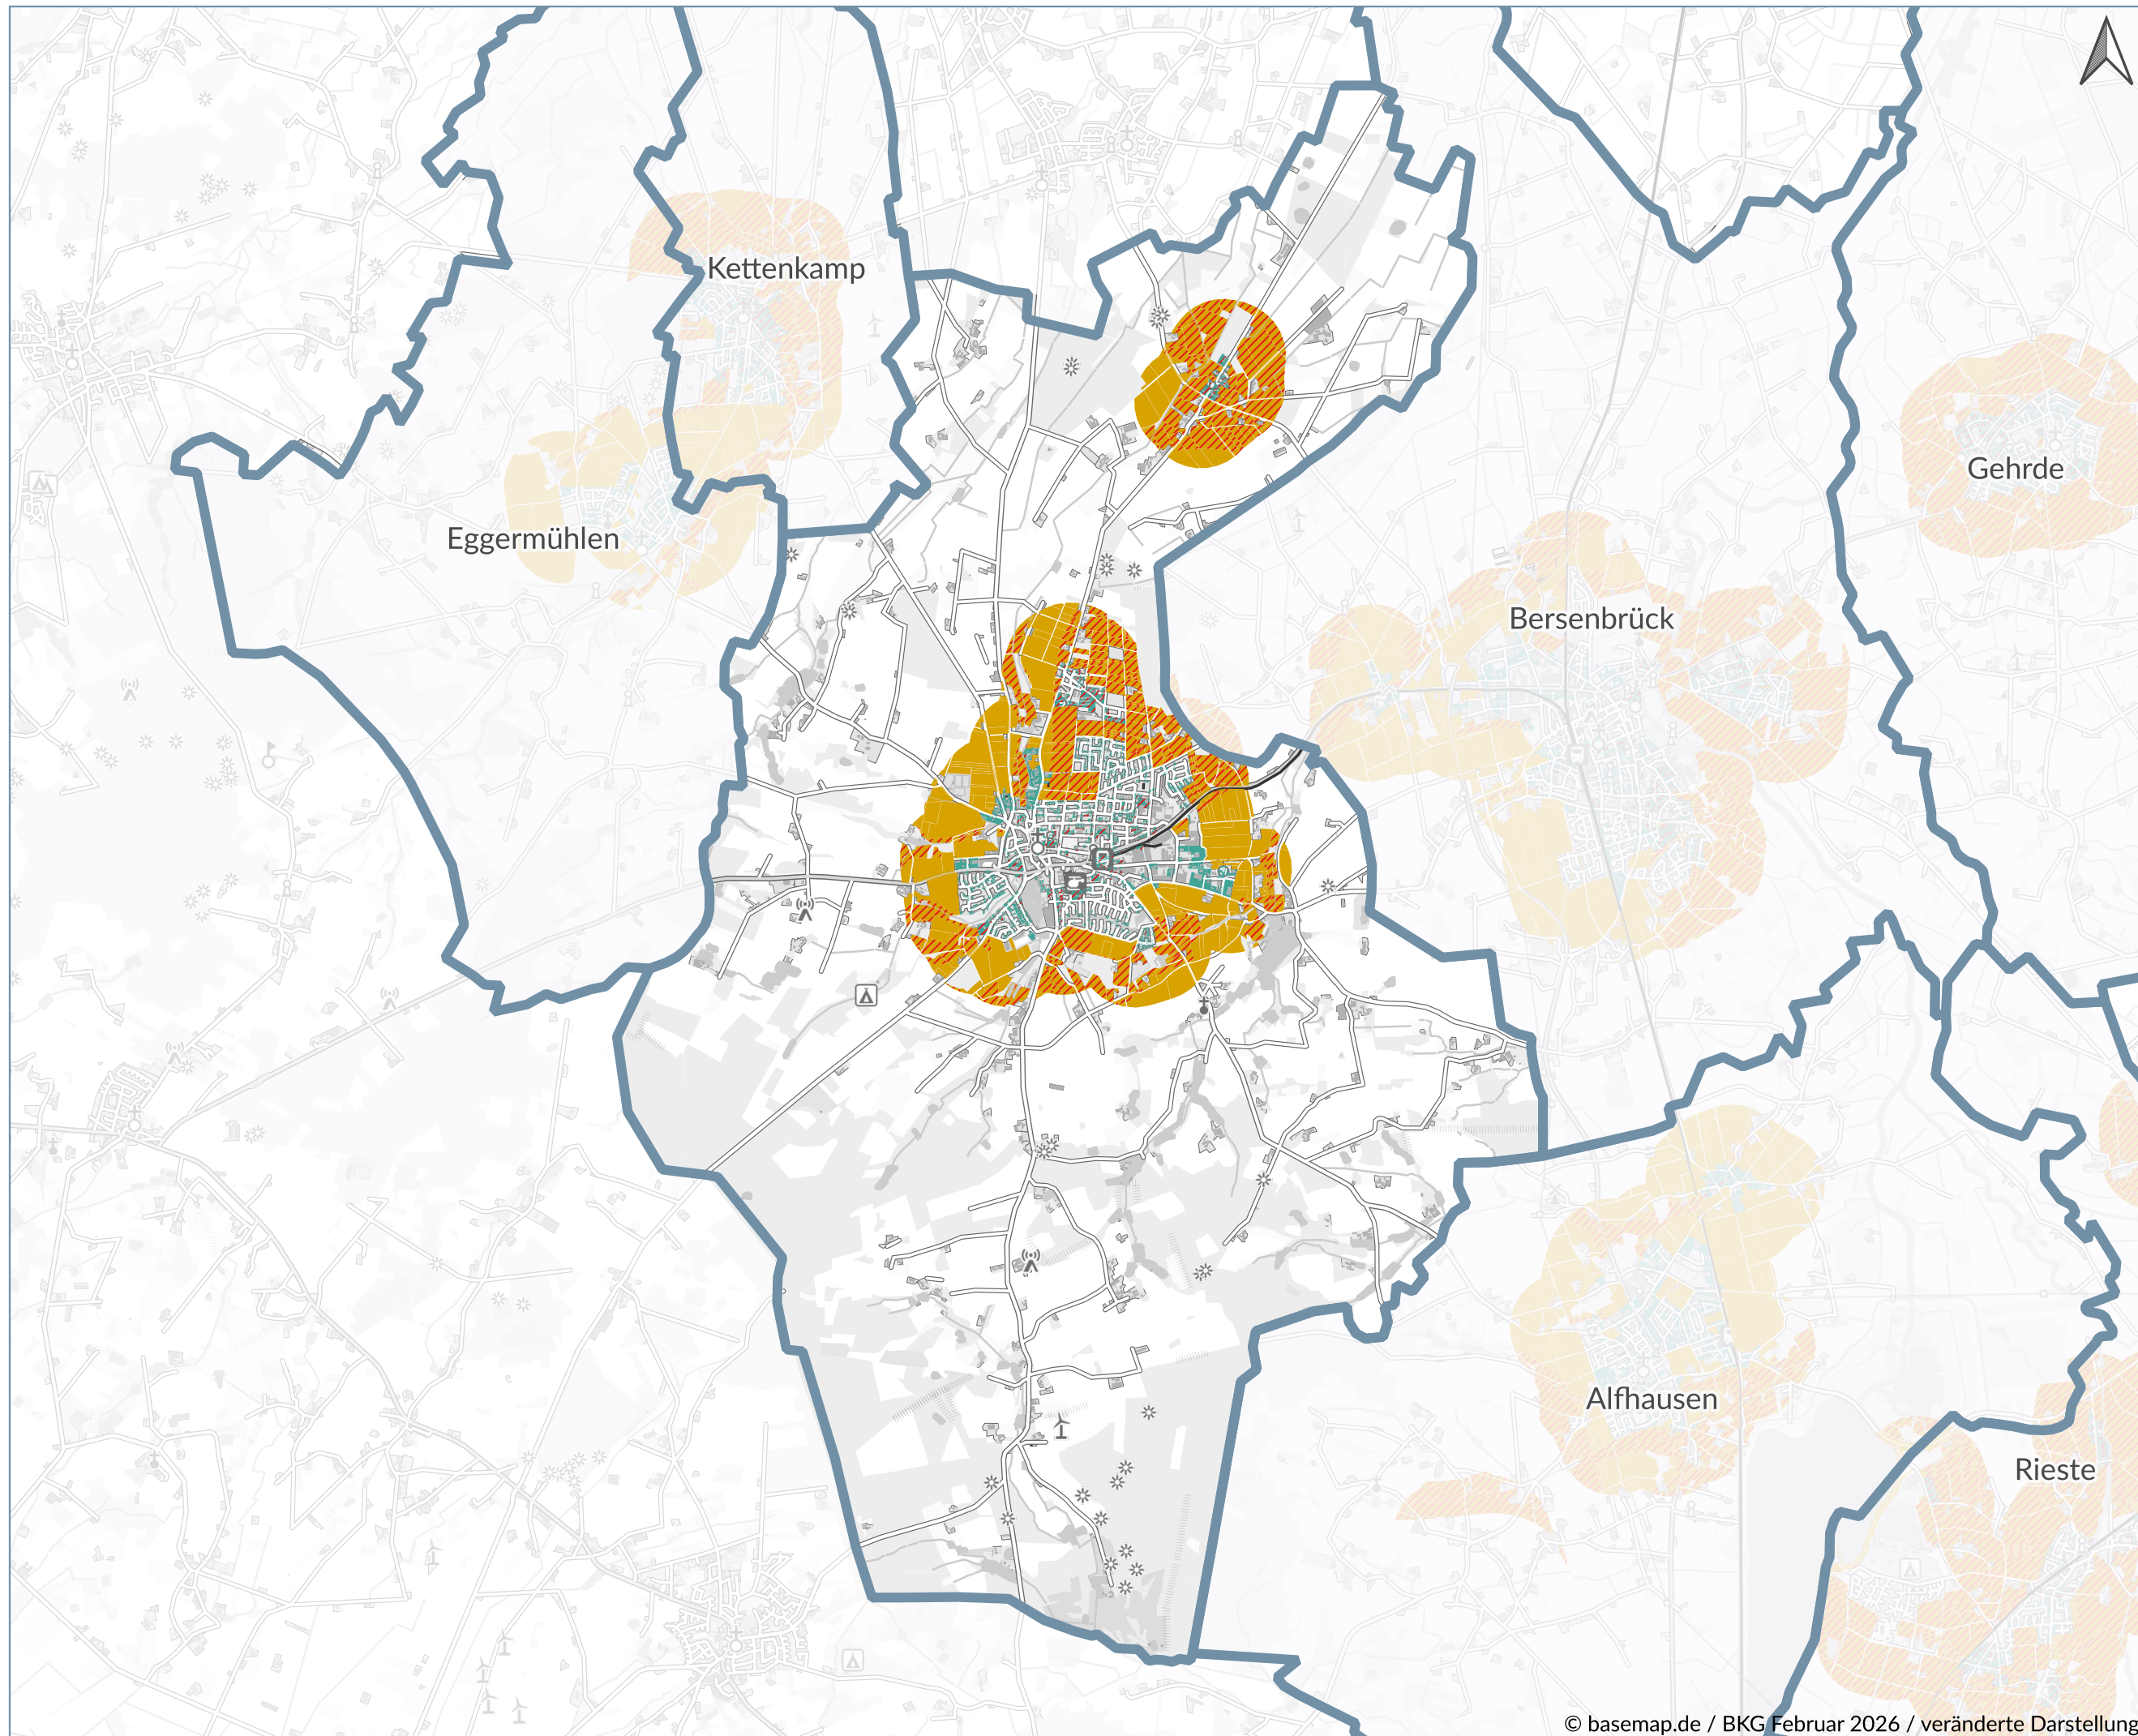 Kettenkamp
Gehrde
Eggermühlen
Bersenbrück
Alfhausen
Rieste
© basemap.de / BKG Februar 2026 / veränderte Darstellung